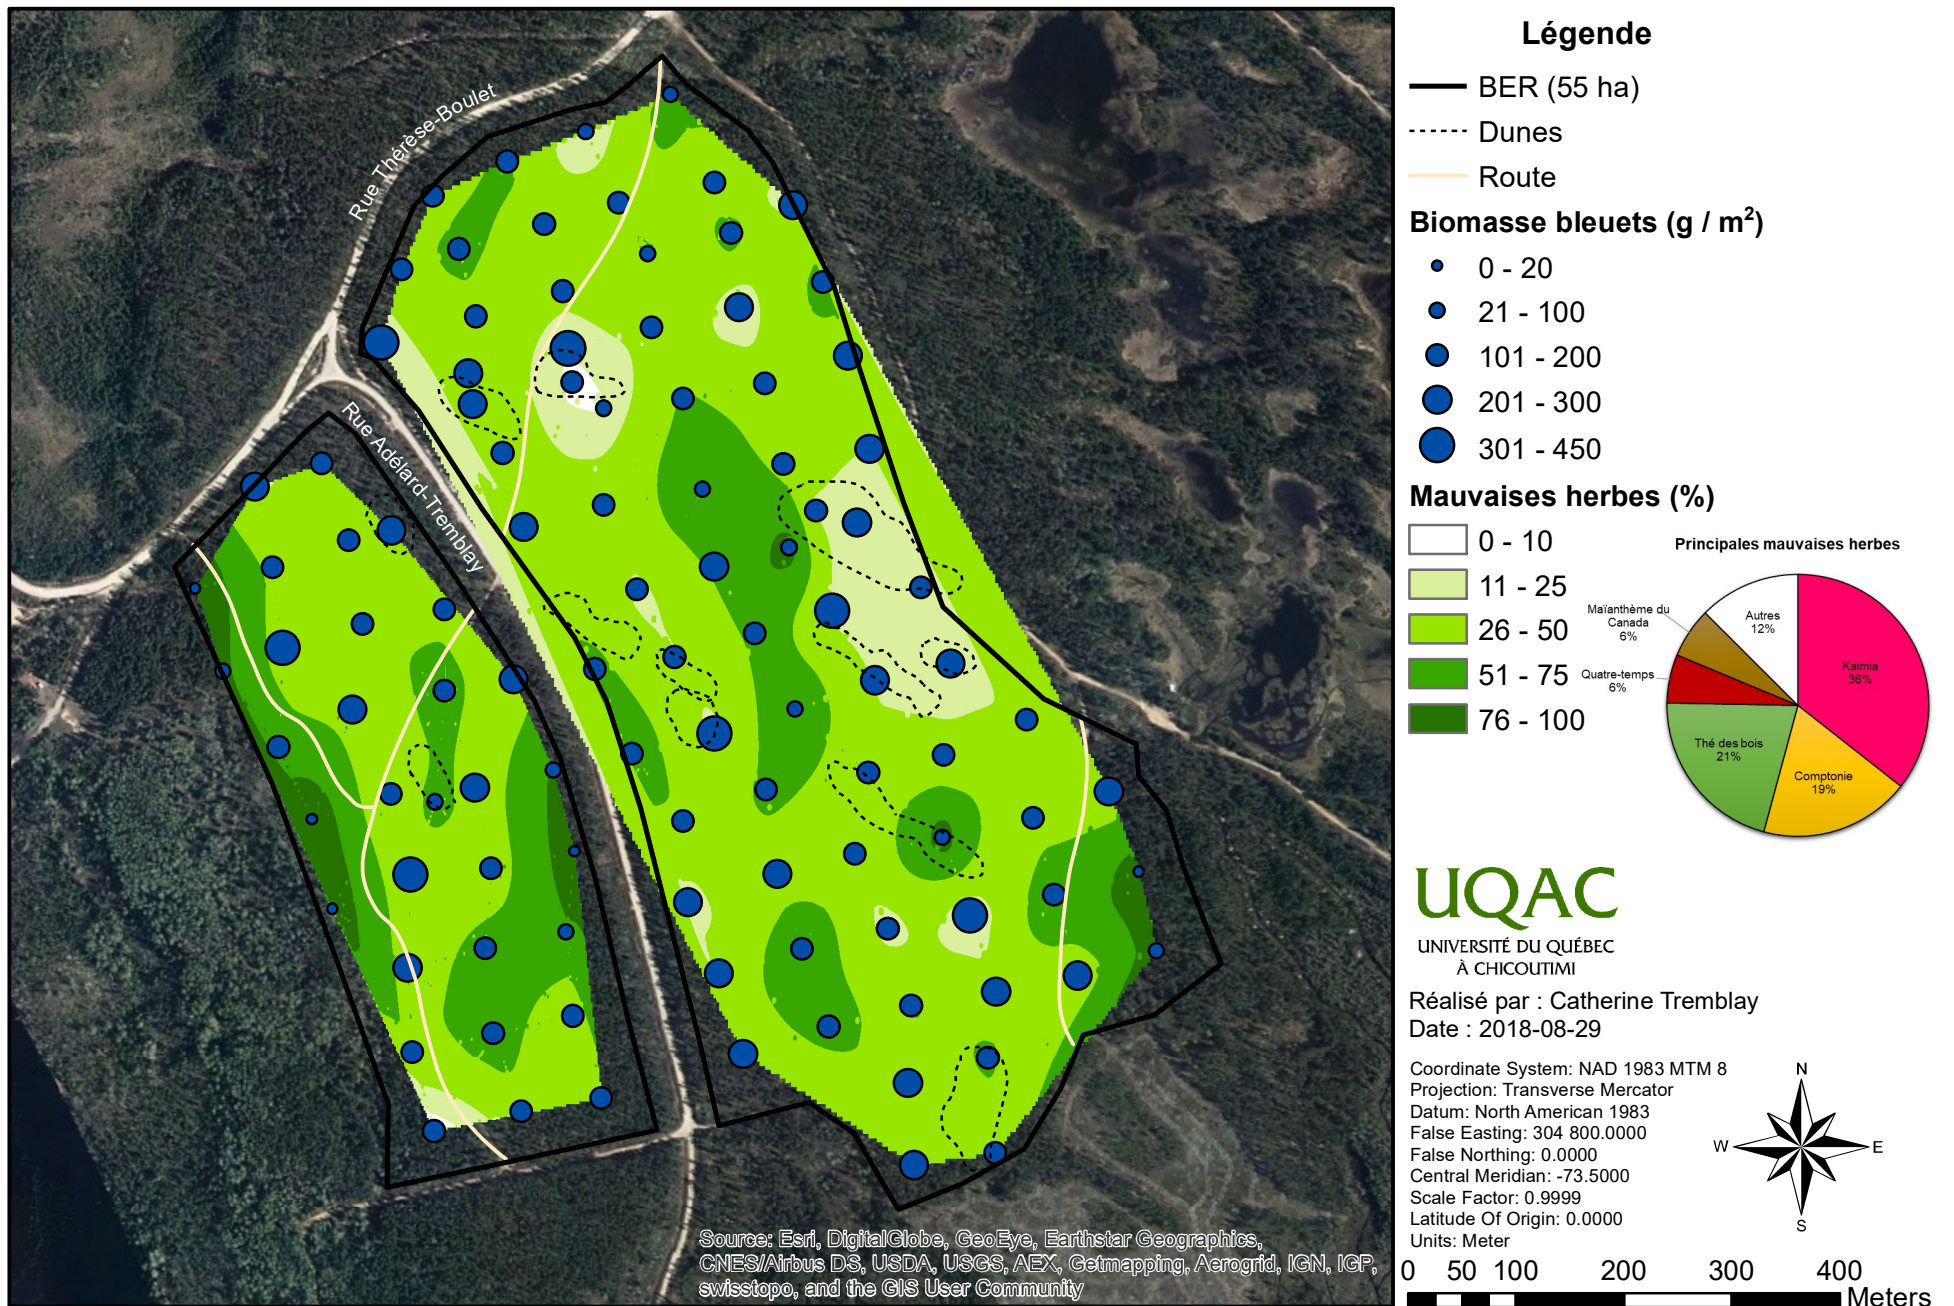 Rue Thérèse-Boulet
Rue Adélard-Tremblay
Source: Esri, DigitalGlobe, GeoEye, Earthstar Geographics,
CNES/Airbus DS, USDA, USGS, AEX, Getmapping, Aerogrid, IGN, IGP,
swisstopo, and the GIS User Community
Légende
BER (55 ha)
Dunes
Route
Biomasse bleuets (g / m²)
0 - 20
21 - 100
101 - 200
201 - 300
301 - 450
Mauvaises herbes (%)
0 - 10
11 - 25
26 - 50
51 - 75
76 - 100
Principales mauvaises herbes
Autres
12%
Maïanthème du
Canada
6%
Kalmia
36%
Quatre-temps
6%
Thé des bois
21%
Comptonie
19%
UQAC
UNIVERSITÉ DU QUÉBEC
À CHICOUTIMI
Réalisé par : Catherine Tremblay
Date : 2018-08-29
Coordinate System: NAD 1983 MTM 8
Projection: Transverse Mercator
Datum: North American 1983
False Easting: 304 800.0000
False Northing: 0.0000
Central Meridian: -73.5000
Scale Factor: 0.9999
Latitude Of Origin: 0.0000
Units: Meter
N
W E
S
0 50 100 200 300 400
Meters